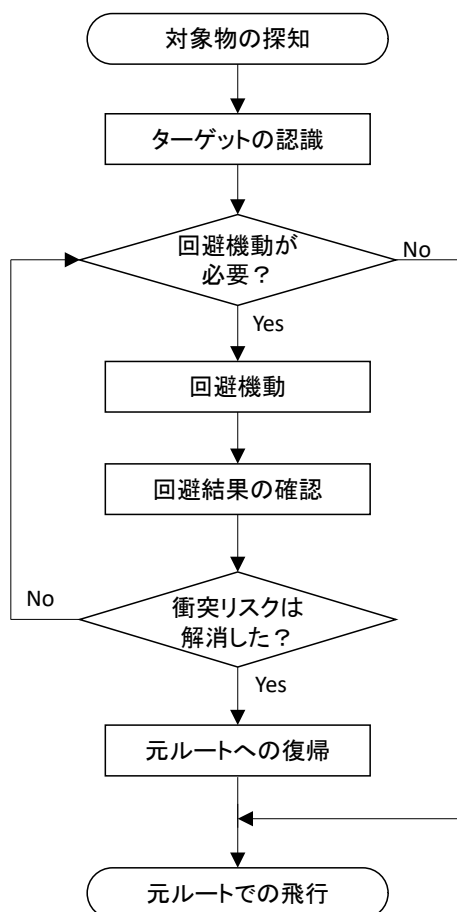 対象物の探知
ターゲットの認識
回避機動が
必要？
No
Yes
回避機動
回避結果の確認
衝突リスクは
解消した？
No
Yes
元ルートへの復帰
元ルートでの飛行